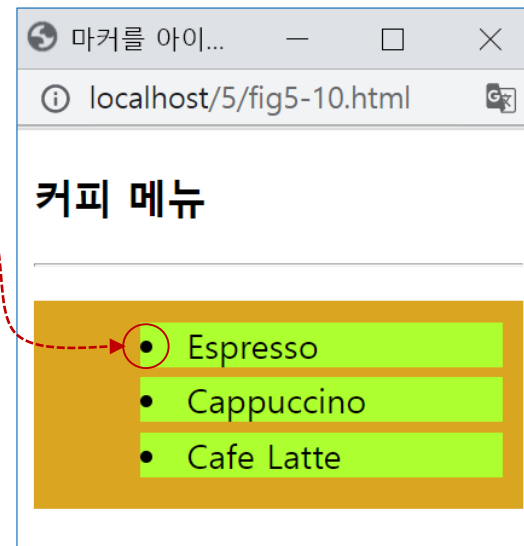 마커를 아이...
localhost/5/fig5-10.html
커피 메뉴
• Espresso
• Cappuccino
• Cafe Latte